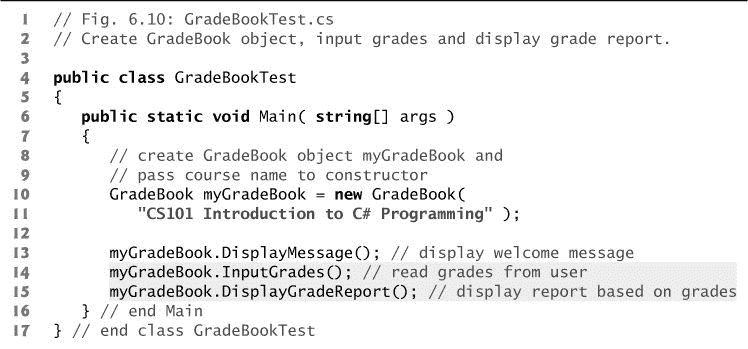 1 // Fig. 6.10: GradeBookTest.cs
2 // Create GradeBook object, input grades and display grade report.
3
4 public class GradeBookTest
5 {
6 public static void Main( string[] args )
7 {
8 // create GradeBook object myGradeBook and
9 // pass course name to constructor
10 GradeBook myGradeBook = new GradeBook(
11 "CS101 Introduction to C# Programming" );
12
13 myGradeBook.DisplayMessage(); // display welcome message
14 myGradeBook.InputGrades(); // read grades from user
15 myGradeBook.DisplayGradeReport(); // display report based on grades
16 } // end Main
17 } // end class GradeBookTest